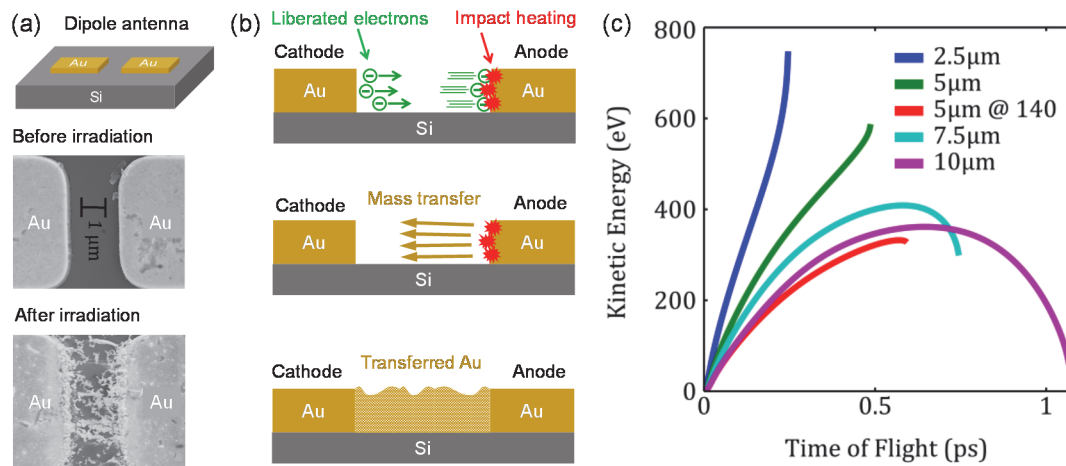 (a)
Dipole antenna
Au Au
Si
Before irradiation
Au Au
1 μm
After irradiation
Au Au
(b)
Liberated electrons Impact heating
Cathode Anode
Au Au
Si
Mass transfer
Cathode Anode
Au Au
Si
Transferred Au
Cathode Anode
Au Au
Si
(c)
800
600
400
200
0
Kinetic Energy (eV)
2.5μm
5μm
5μm @ 140
7.5μm
10μm
0 0.5 1
Time of Flight (ps)